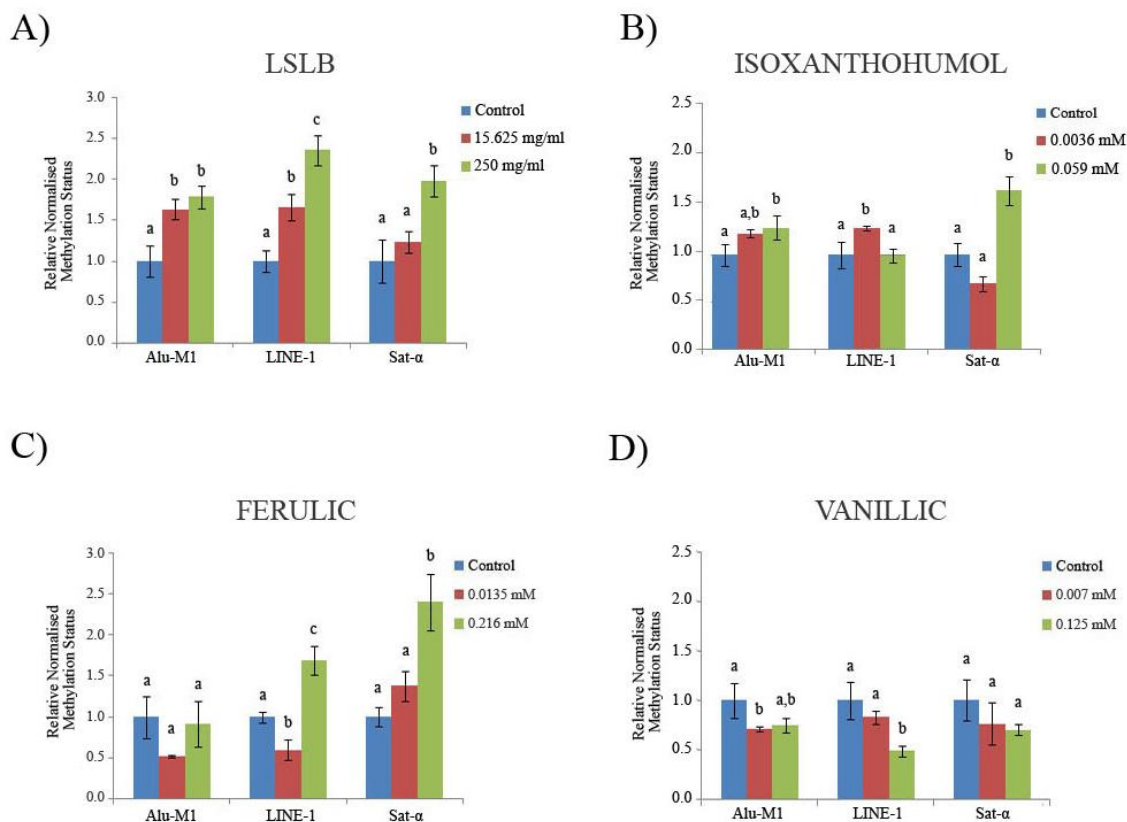 A)
LSLB
Relative Normalised
Methylation Status
3.0
2.5
2.0
1.5
1.0
0.5
0.0
Control
15.625 mg/ml
250 mg/ml
a
b
b
a
b
c
a
a
b
Alu-M1
LINE-1
Sat-α
B)
ISOXANTHOHUMOL
Relative Normalised
Methylation Status
2.5
2.0
1.5
1.0
0.5
0.0
Control
0.0036 mM
0.059 mM
a
a,b
b
a
b
a
a
a
b
Alu-M1
LINE-1
Sat-α
C)
FERULIC
Relative Normalised
Methylation Status
3.0
2.5
2.0
1.5
1.0
0.5
0.0
Control
0.0135 mM
0.216 mM
a
a
a
a
b
c
a
a
b
Alu-M1
LINE-1
Sat-α
D)
VANILLIC
Relative Normalised
Methylation Status
2.5
2.0
1.5
1.0
0.5
0.0
Control
0.007 mM
0.125 mM
a
b
a,b
a
a
b
a
a
a
Alu-M1
LINE-1
Sat-α